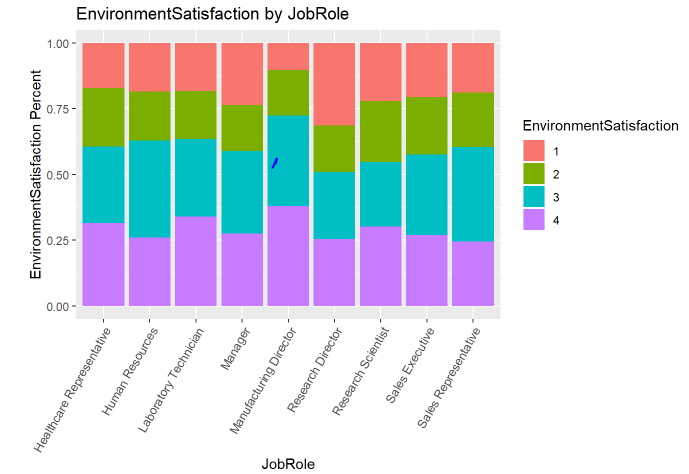 EnvironmentSatisfaction by JobRole
EnvironmentSatisfaction Percent
1.00
0.75
0.50
0.25
0.00
Healthcare Representative
Human Resources
Laboratory Technician
Manager
Manufacturing Director
Research Director
Research Scientist
Sales Executive
Sales Representative
JobRole
EnvironmentSatisfaction
1
2
3
4